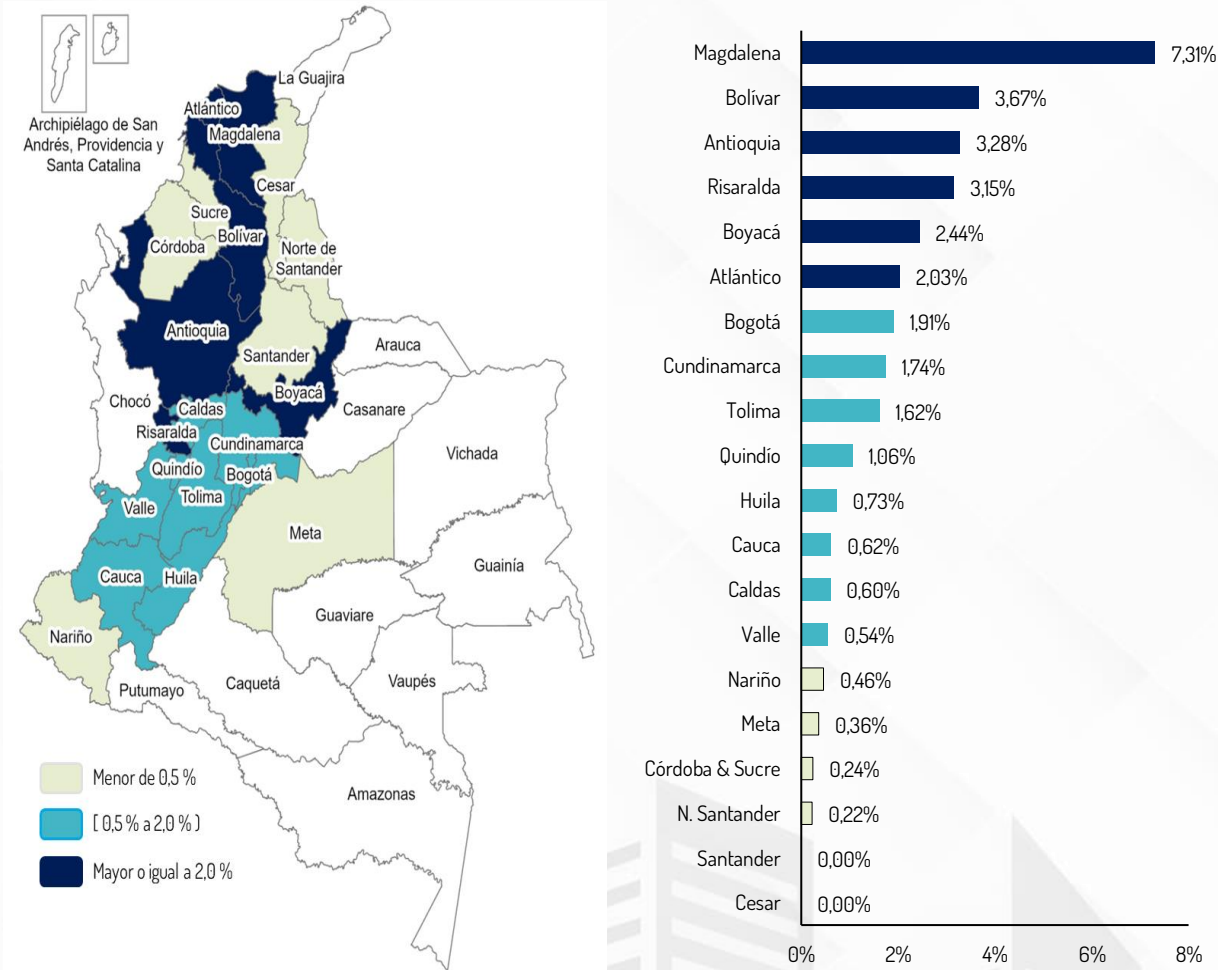 La Guajira
Atlántico
Magdalena
Archipiélago de San
Andrés, Providencia y
Santa Catalina
Cesar
Sucre
Bolívar
Córdoba
Norte de
Santander
Antioquia
Arauca
Santander
Boyacá
Chocó
Caldas
Casanare
Risaralda
Cundinamarca
Vichada
Quindío
Bogotá
Tolima
Valle
Meta
Guainía
Cauca
Huila
Guaviare
Nariño
Vaupés
Caquetá
Putumayo
Amazonas
Menor de 0,5 %
[ 0,5 % a 2,0 % )
Mayor o igual a 2,0 %
Magdalena 7,31%
Bolívar 3,67%
Antioquia 3,28%
Risaralda 3,15%
Boyacá 2,44%
Atlántico 2,03%
Bogotá 1,91%
Cundinamarca 1,74%
Tolima 1,62%
Quindío 1,06%
Huila 0,73%
Cauca 0,62%
Caldas 0,60%
Valle 0,54%
Nariño 0,46%
Meta 0,36%
Córdoba & Sucre 0,24%
N. Santander 0,22%
Santander 0,00%
Cesar 0,00%
0% 2% 4% 6% 8%